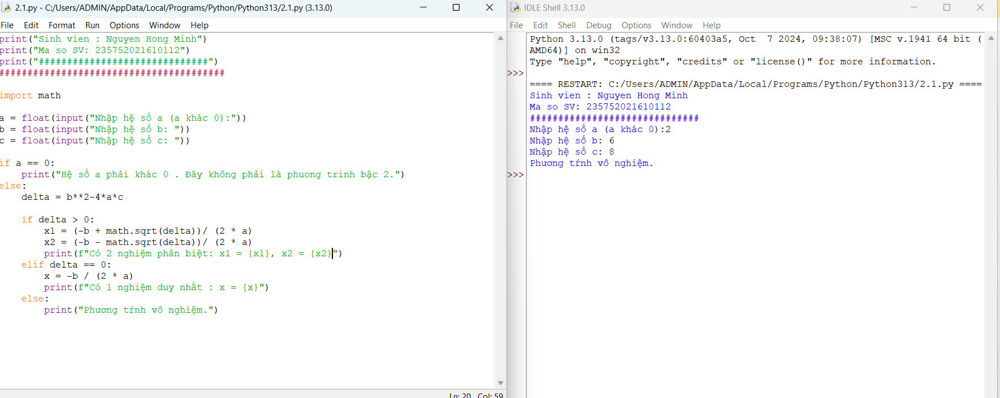 2.1.py - C:/Users/ADMIN/AppData/Local/Programs/Python/Python313/2.1.py (3.13.0)
File Edit Format Run Options Window Help
print("Sinh vien : Nguyen Hong Minh")
print("Ma so SV: 235752021610112")
print("##############################")
########################################
import math
a = float(input("Nhập hệ số a (a khác 0):"))
b = float(input("Nhập hệ số b: "))
c = float(input("Nhập hệ số c: "))
if a == 0:
    print("Hệ số a phải khác 0 . Đây không phải là phuong trinh bậc 2.")
else:
    delta = b**2-4*a*c
    if delta > 0:
        x1 = (-b + math.sqrt(delta))/ (2 * a)
        x2 = (-b - math.sqrt(delta))/ (2 * a)
        print(f"Có 2 nghiệm phân biệt: x1 = {x1}, x2 = {x2}")
    elif delta == 0:
        x = -b / (2 * a)
        print(f"Có 1 nghiệm duy nhất : x = {x}")
    else:
        print("Phương tŕnh vô nghiệm.")
Ln: 20 Col: 59
IDLE Shell 3.13.0
File Edit Shell Debug Options Window Help
Python 3.13.0 (tags/v3.13.0:60403a5, Oct  7 2024, 09:38:07) [MSC v.1941 64 bit (
AMD64)] on win32
Type "help", "copyright", "credits" or "license()" for more information.
>>>
==== RESTART: C:/Users/ADMIN/AppData/Local/Programs/Python/Python313/2.1.py ====
Sinh vien : Nguyen Hong Minh
Ma so SV: 235752021610112
##############################
Nhập hệ số a (a khác 0):2
Nhập hệ số b: 6
Nhập hệ số c: 8
Phương tŕnh vô nghiệm.
>>>